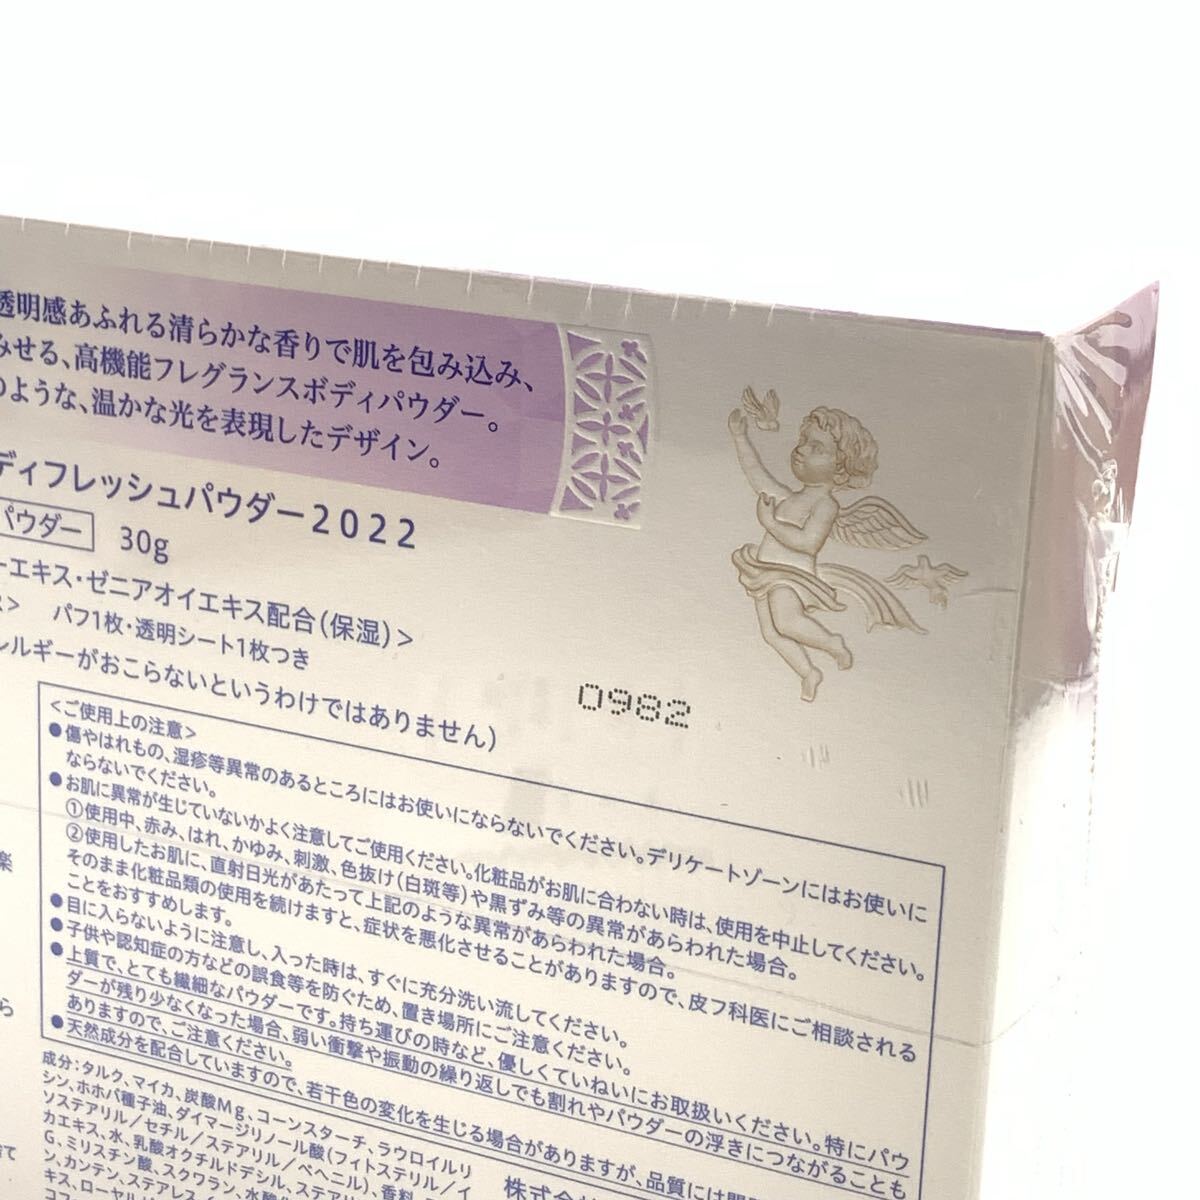 透明感あふれる清らかな香りで肌を包み込み、
みせる、高機能フレグランスボディパウダー。
のような、温かな光を表現したデザイン。
ディフレッシュパウダー2022
パウダー 30g
ーエキス・ゼニアオイエキス配合(保湿)>
> パフ1枚・透明シート1枚つき
レルギーがおこらないというわけではありません)
0982
<ご使用上の注意>
●傷やはれもの、湿疹等異常のあるところにはお使いにならないでください。デリケートゾーンにはお使いに
ならないでください。
●お肌に異常が生じていないかよく注意してご使用ください。化粧品がお肌に合わない時は、使用を中止してください。
①使用中、赤み、はれ、かゆみ、刺激、色抜け(白斑等)や黒ずみ等の異常があらわれた場合。
②使用したお肌に、直射日光があたって上記のような異常があらわれた場合。
そのまま化粧品類の使用を続けますと、症状を悪化させることがありますので、皮フ科医にご相談される
ことをおすすめします。
●目に入らないように注意し、入った時は、すぐに充分洗い流してください。
●子供や認知症の方などの誤食等を防ぐため、置き場所にご注意ください。
●上質で、とても繊細なパウダーです。持ち運びの時など、優しくていねいにお取扱いください。特にパウ
ダーが残り少なくなった場合、弱い衝撃や振動の繰り返しでも割れやパウダーの浮きにつながることも
ありますので、ご注意ください。
●天然成分を配合していますので、若干色の変化を生じる場合がありますが、品質には
成分:タルク、マイカ、炭酸Mg、コーンスターチ、ラウロイルリ
シン、ホホバ種子油、ダイマージリノール酸(フィトステリル/イ
ソステアリル/セチル/ステアリル/ベヘニル)、香料、
カエキス、水、乳酸オクチルドデシル、ステアリ
G、ミリスチン酸、スクワラン、水酸化
ン、カンテン、ステアレス
キス、ローヤル
楽
ら
て
株式会社